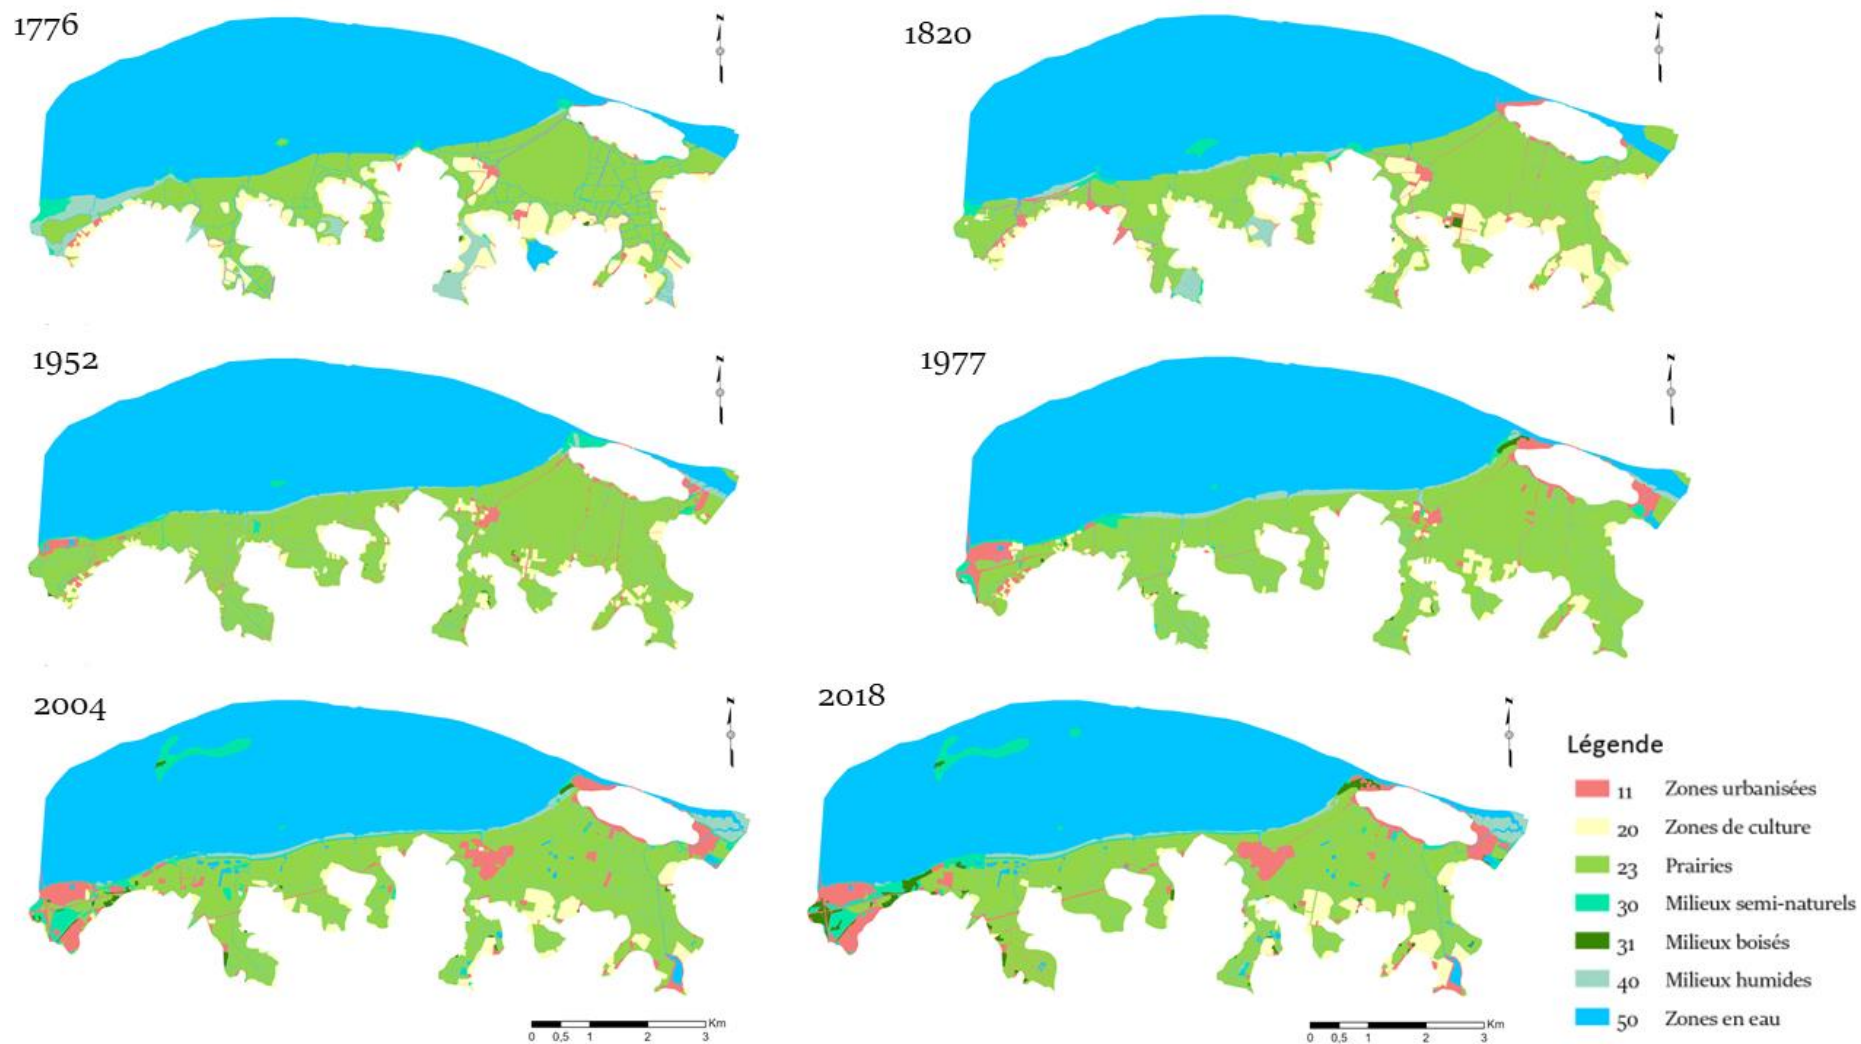 1776
1820
N
N
1952
1977
N
N
2004
2018
N
N
Légende
11 Zones urbanisées
20 Zones de culture
23 Prairies
30 Milieux semi-naturels
31 Milieux boisés
40 Milieux humides
50 Zones en eau
Km
0 0,5 1 2 3
Km
0 0,5 1 2 3